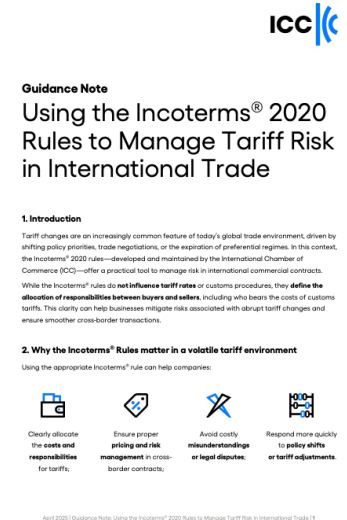 ICC
Guidance Note
Using the Incoterms® 2020
Rules to Manage Tariff Risk
in International Trade
1. Introduction
Tariff changes are an increasingly common feature of today's global trade environment, driven by
shifting policy priorities, trade negotiations, or the expiration of preferential regimes. In this context,
the Incoterms® 2020 rules—developed and maintained by the International Chamber of
Commerce (ICC)—offer a practical tool to manage risk in international commercial contracts.
While the Incoterms® rules do not influence tariff rates or customs procedures, they define the
allocation of responsibilities between buyers and sellers, including who bears the costs of customs
tariffs. This clarity can help businesses mitigate risks associated with abrupt tariff changes and
ensure smoother cross-border transactions.
2. Why the Incoterms® Rules matter in a volatile tariff environment
Using the appropriate Incoterms® rule can help companies:
Clearly allocate
the costs and
responsibilities
for tariffs;
Ensure proper
pricing and risk
management in cross-
border contracts;
Avoid costly
misunderstandings
or legal disputes;
Respond more quickly
to policy shifts
or tariff adjustments.
April 2025 | Guidance Note: Using the Incoterms® 2020 Rules to Manage Tariff Risk in International Trade | 1